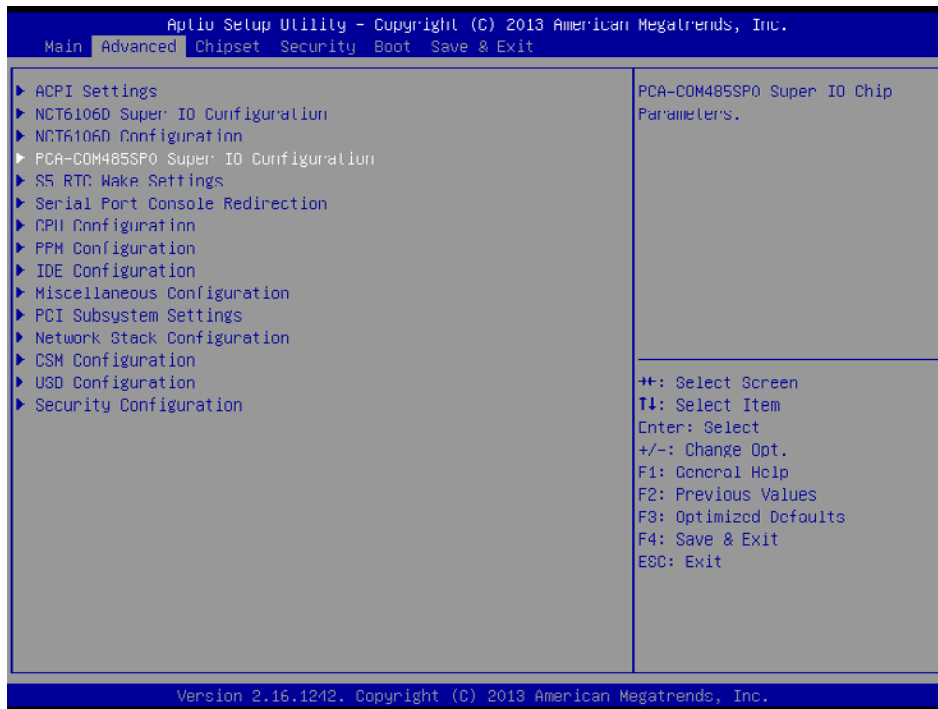 Aptio Setup Utility - Copyright (C) 2013 American Megatrends, Inc.
Main Advanced Chipset Security Boot Save & Exit
ACPI Settings
NCT6106D Super IO Configuration
NCT6106D Configuration
PCA-COM485SP0 Super IO Configuration
S5 RTC Wake Settings
Serial Port Console Redirection
CPU Configuration
PPM Configuration
IDE Configuration
Miscellaneous Configuration
PCI Subsystem Settings
Network Stack Configuration
CSM Configuration
USB Configuration
Security Configuration
PCA-COM485SP0 Super IO Chip
Parameters.
→←: Select Screen
↑↓: Select Item
Enter: Select
+/-: Change Opt.
F1: General Help
F2: Previous Values
F3: Optimized Defaults
F4: Save & Exit
ESC: Exit
Version 2.16.1242. Copyright (C) 2013 American Megatrends, Inc.